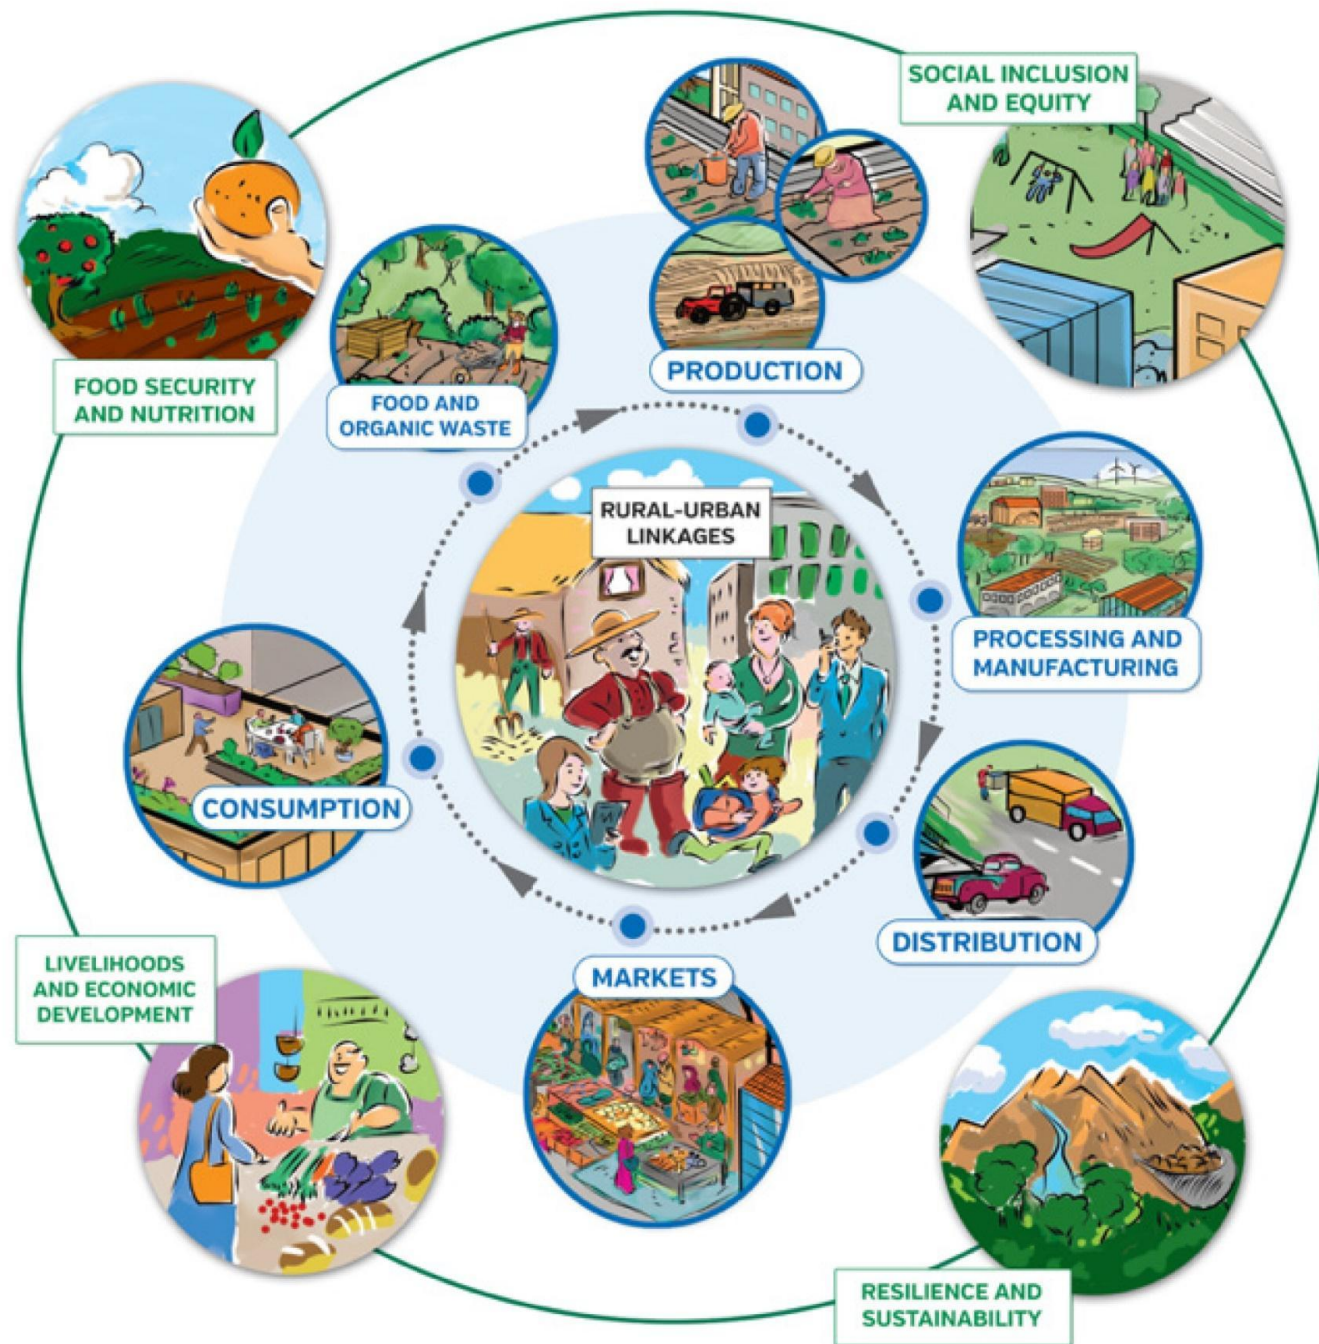 SOCIAL INCLUSION
AND EQUITY
FOOD SECURITY
AND NUTRITION
PRODUCTION
FOOD AND
ORGANIC WASTE
RURAL-URBAN
LINKAGES
PROCESSING AND
MANUFACTURING
CONSUMPTION
DISTRIBUTION
MARKETS
LIVELIHOODS
AND ECONOMIC
DEVELOPMENT
RESILIENCE AND
SUSTAINABILITY